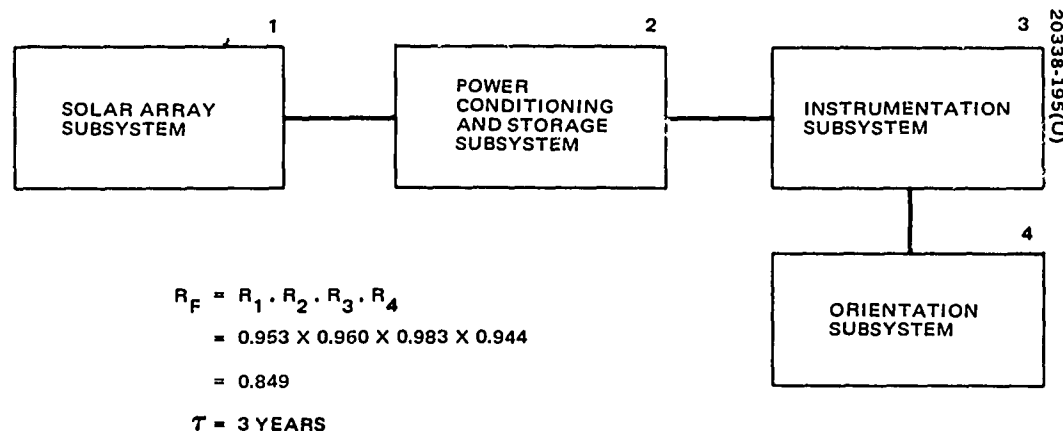 1
SOLAR ARRAY
SUBSYSTEM
2
POWER
CONDITIONING
AND STORAGE
SUBSYSTEM
3
INSTRUMENTATION
SUBSYSTEM
4
ORIENTATION
SUBSYSTEM
20338-195(U)
R_F = R_1 . R_2 . R_3 . R_4
= 0.953 X 0.960 X 0.983 X 0.944
= 0.849
τ = 3 YEARS